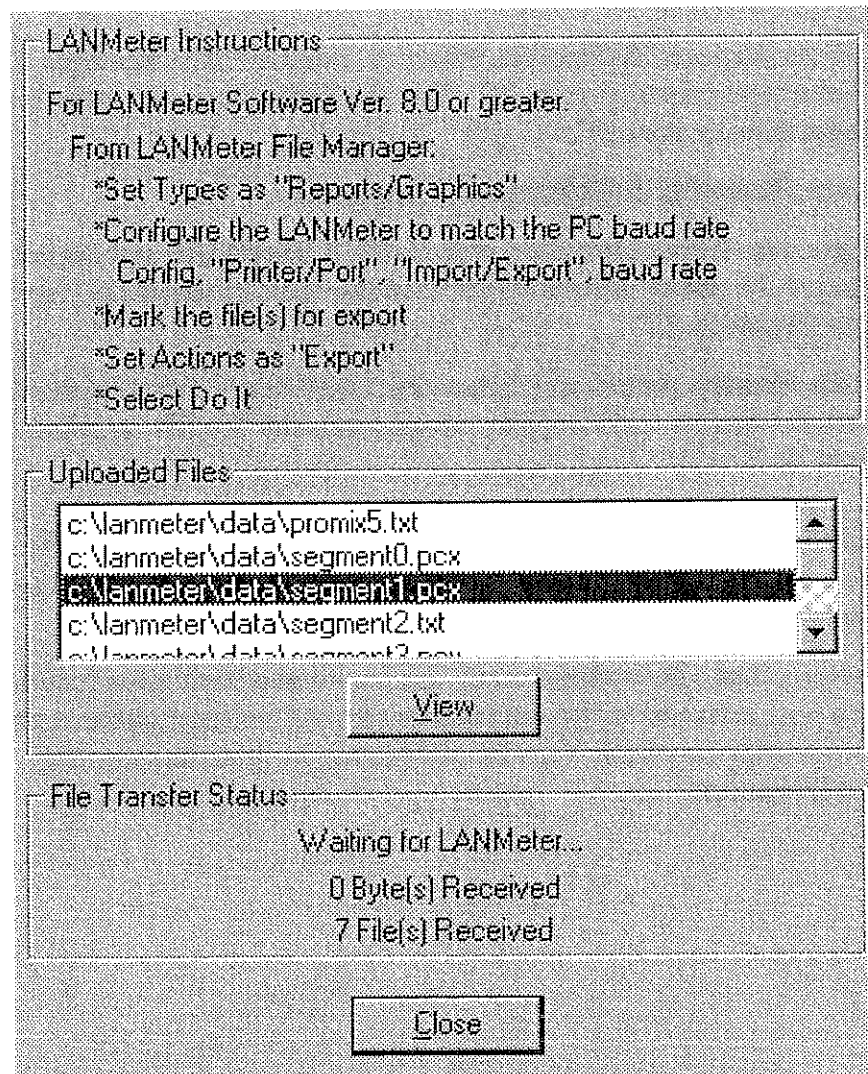 LANMeter Instructions
For LANMeter Software Ver. 8.0 or greater.
From LANMeter File Manager:
*Set Types as "Reports/Graphics"
*Configure the LANMeter to match the PC baud rate
Config, "Printer/Port", "Import/Export", baud rate
*Mark the file(s) for export
*Set Actions as "Export"
*Select Do It
Uploaded Files
c:\lanmeter\data\promix5.txt
c:\lanmeter\data\segment0.pcx
c:\lanmeter\data\segment1.pcx
c:\lanmeter\data\segment2.txt
c:\lanmeter\data\segment3.pcx
View
File Transfer Status
Waiting for LANMeter...
0 Byte(s) Received
7 File(s) Received
Close